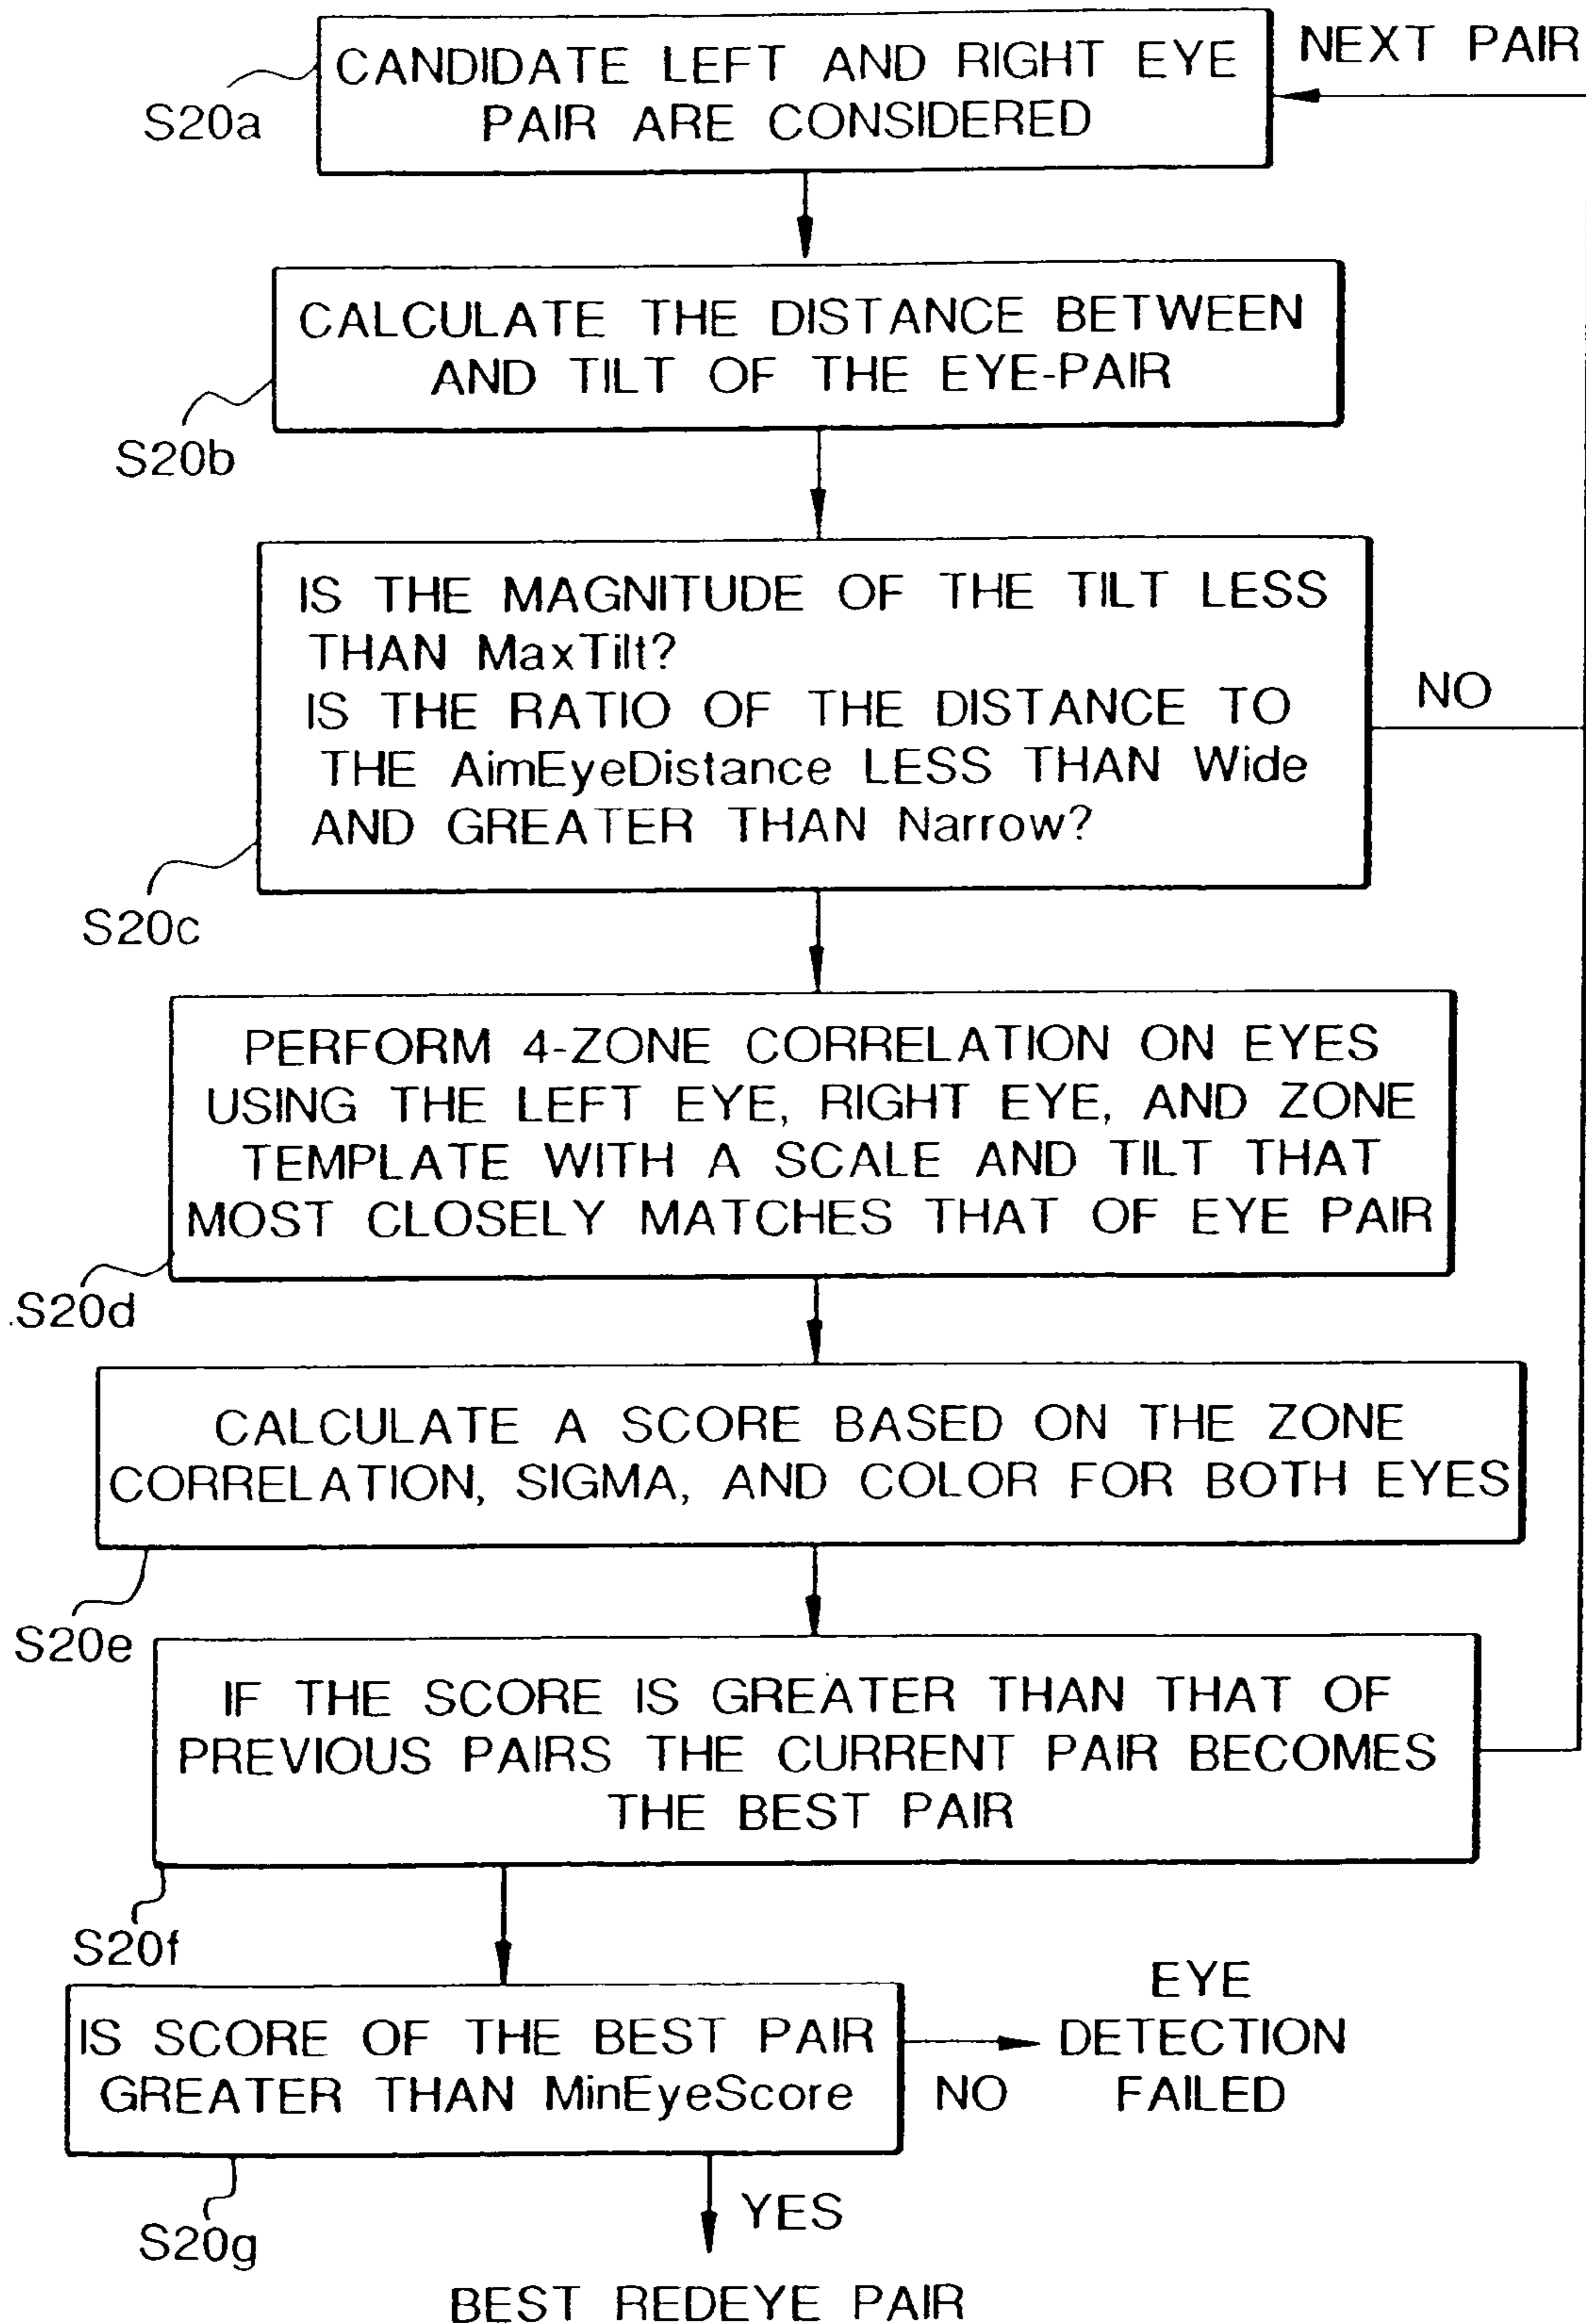 CANDIDATE LEFT AND RIGHT EYE
PAIR ARE CONSIDERED
NEXT PAIR
S20a
CALCULATE THE DISTANCE BETWEEN
AND TILT OF THE EYE-PAIR
S20b
IS THE MAGNITUDE OF THE TILT LESS
THAN MaxTilt?
IS THE RATIO OF THE DISTANCE TO
THE AimEyeDistance LESS THAN Wide
AND GREATER THAN Narrow?
NO
S20c
PERFORM 4-ZONE CORRELATION ON EYES
USING THE LEFT EYE, RIGHT EYE, AND ZONE
TEMPLATE WITH A SCALE AND TILT THAT
MOST CLOSELY MATCHES THAT OF EYE PAIR
S20d
CALCULATE A SCORE BASED ON THE ZONE
CORRELATION, SIGMA, AND COLOR FOR BOTH EYES
S20e
IF THE SCORE IS GREATER THAN THAT OF
PREVIOUS PAIRS THE CURRENT PAIR BECOMES
THE BEST PAIR
S20f
IS SCORE OF THE BEST PAIR
GREATER THAN MinEyeScore
NO
EYE
DETECTION
FAILED
S20g
YES
BEST REDEYE PAIR